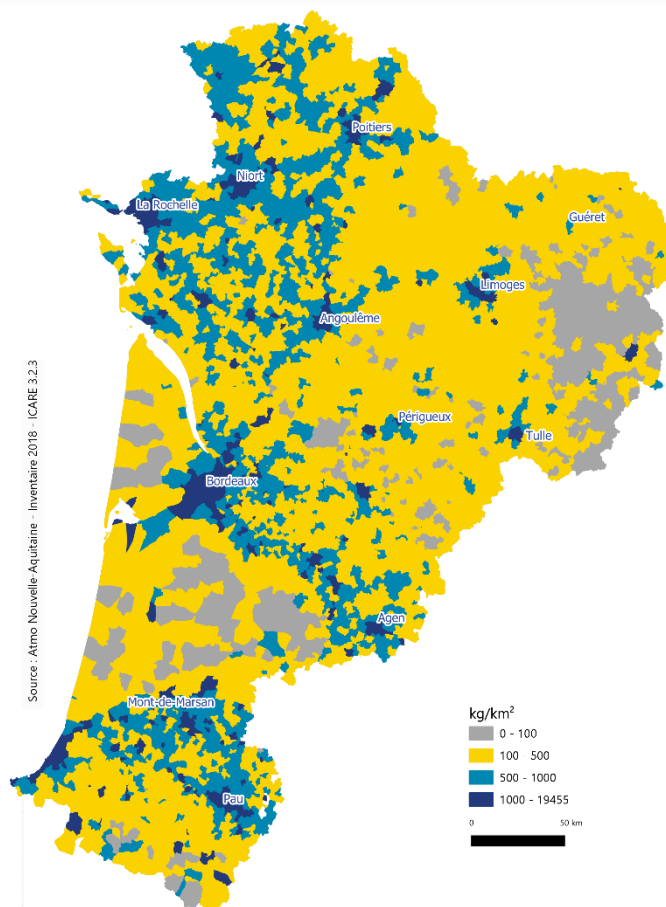 Poitiers
Niort
La Rochelle
Guéret
Limoges
Angoulême
Périgueux
Tulle
Bordeaux
Agen
Mont-de-Marsan
Pau
Source : Atmo Nouvelle-Aquitaine - Inventaire 2018 - ICARE 3.2.3
kg/km²
0 - 100
100 500
500 - 1000
1000 - 19455
0 50 km